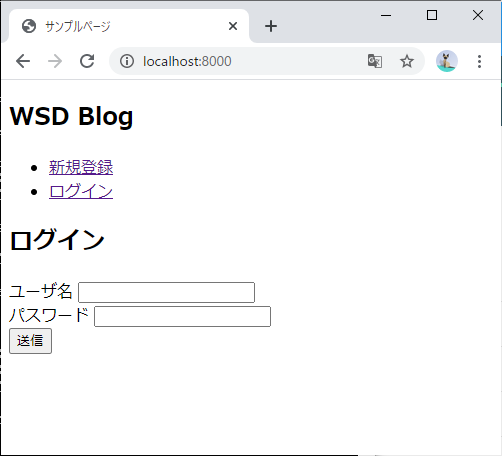 サンプルページ
localhost:8000
WSD Blog
新規登録
ログイン
ログイン
ユーザ名
パスワード
送信